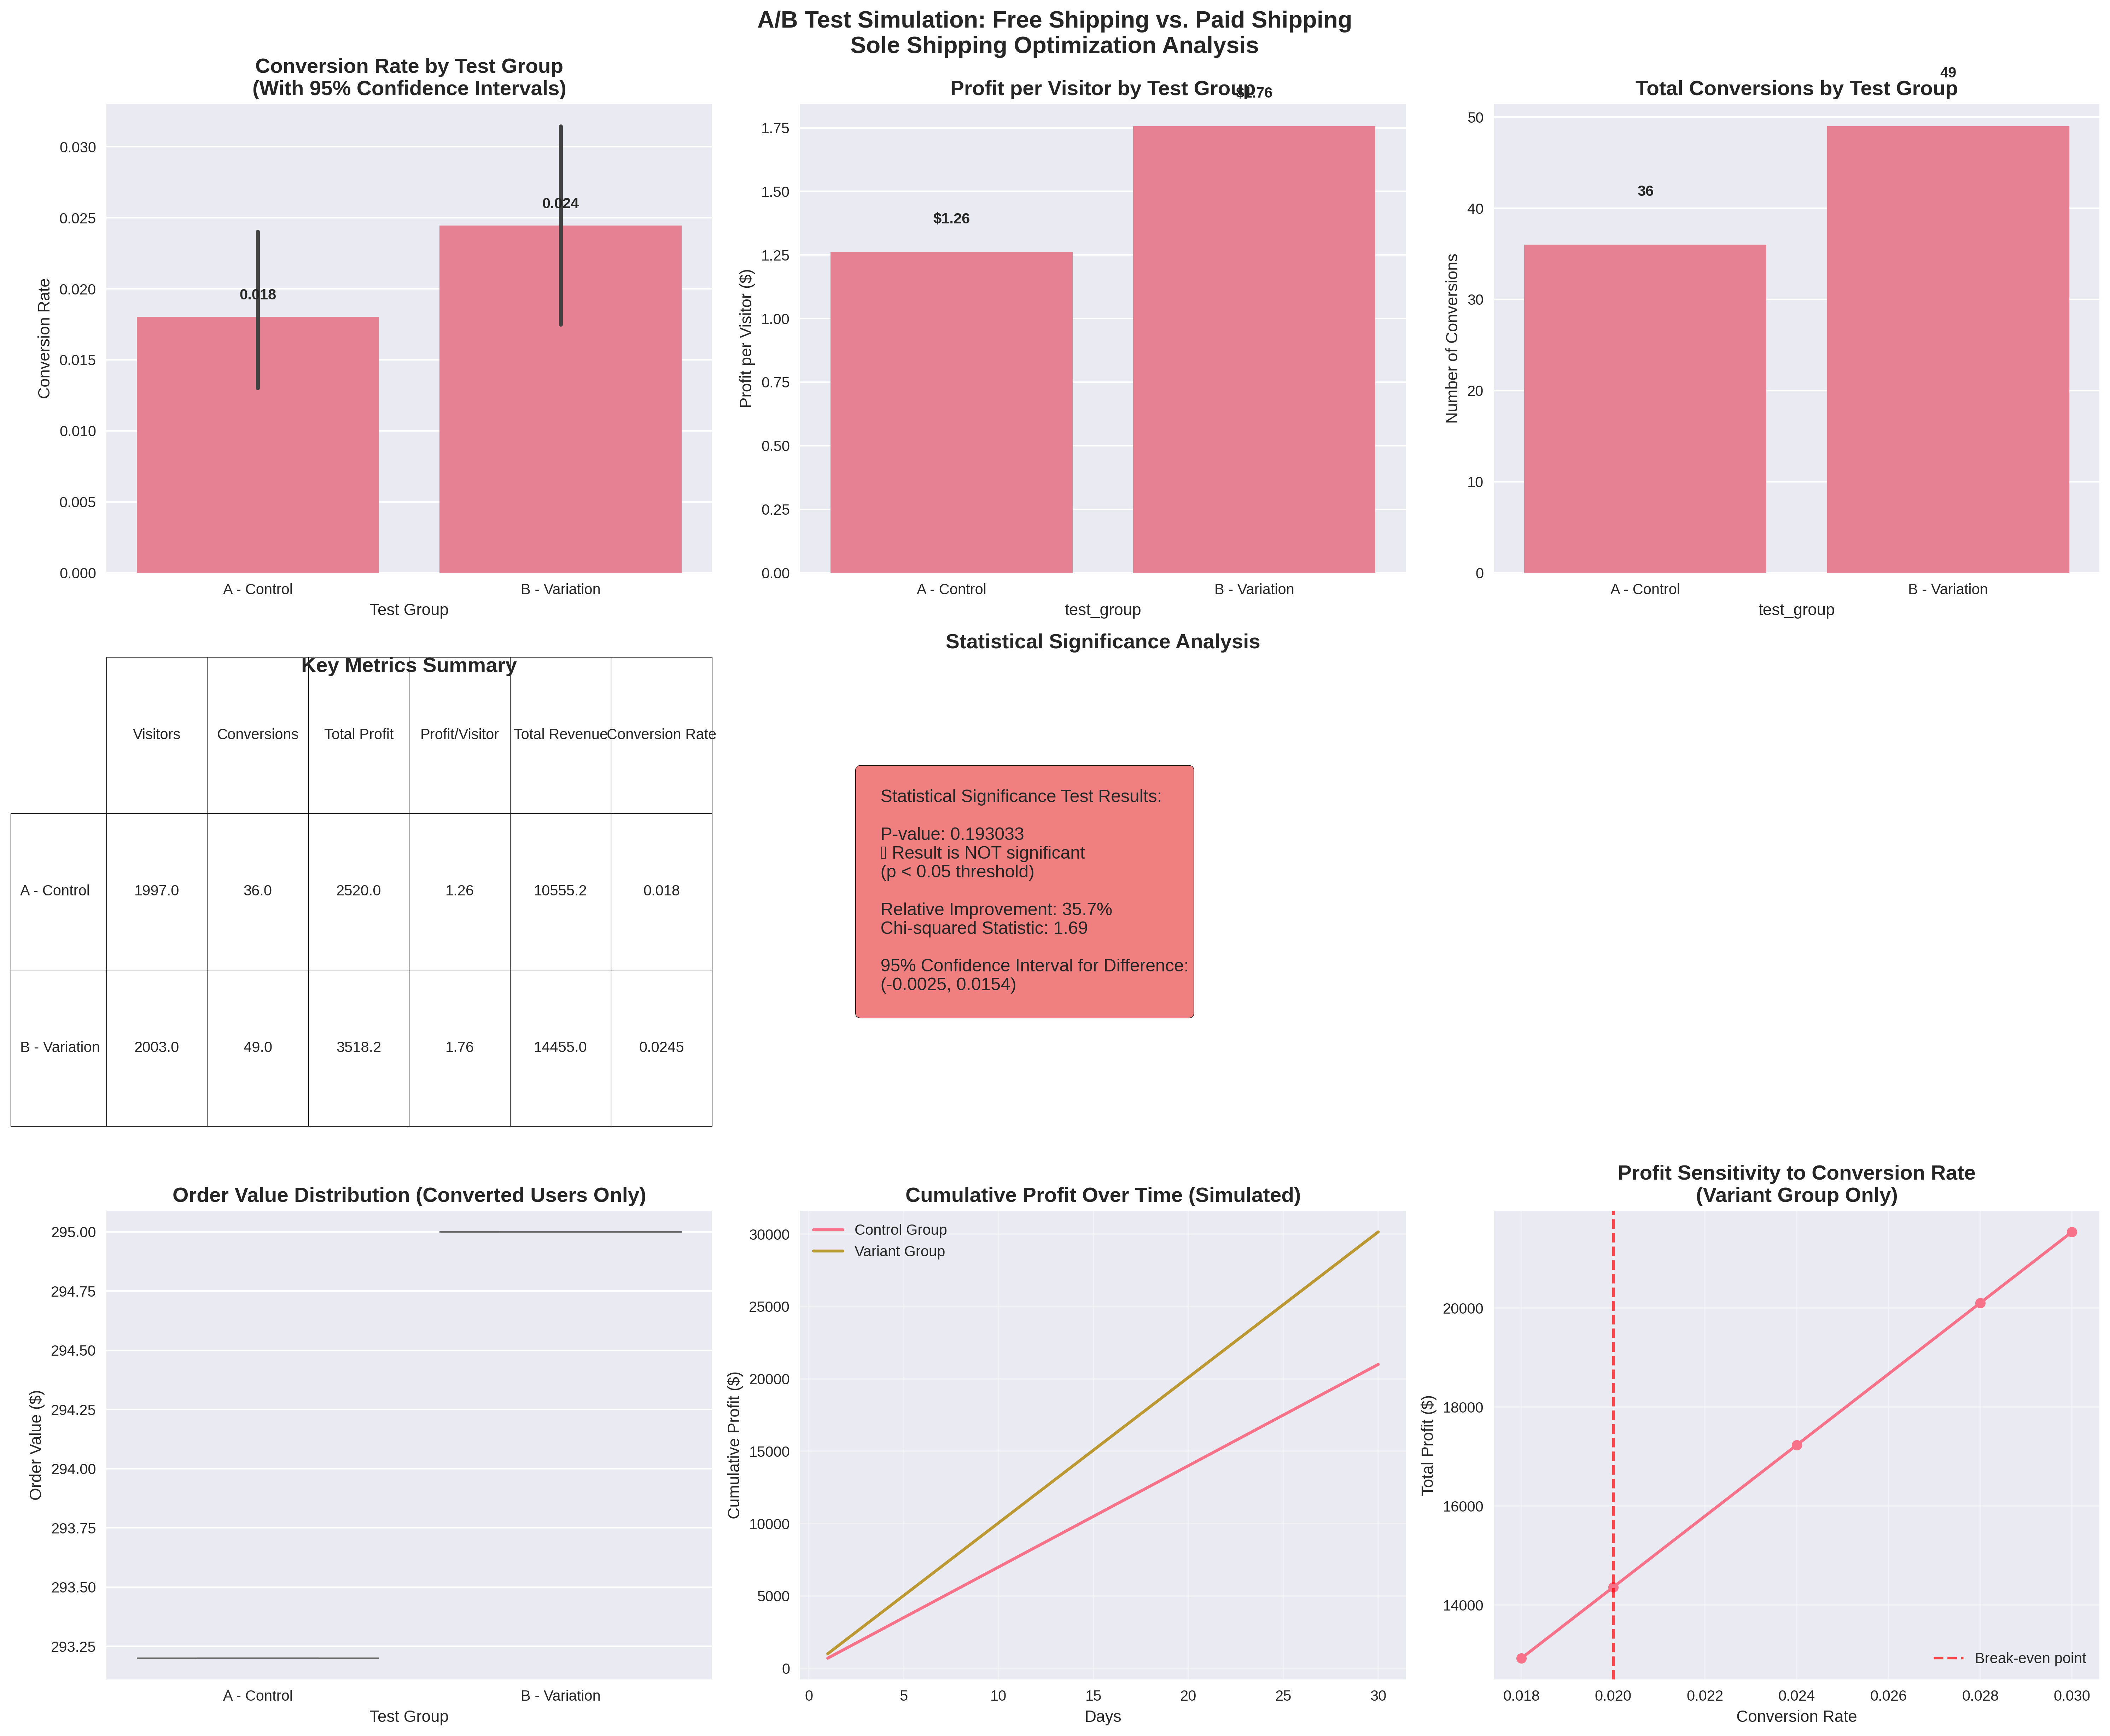 A/B Test Simulation: Free Shipping vs. Paid Shipping
Sole Shipping Optimization Analysis
Conversion Rate by Test Group
(With 95% Confidence Intervals)
0.030
0.025
0.020
0.015
0.010
0.005
0.000
Conversion Rate
0.018
0.024
A - Control
B - Variation
Test Group
Profit per Visitor by Test Group
$1.76
1.75
1.50
1.25
1.00
0.75
0.50
0.25
0.00
Profit per Visitor ($)
$1.26
A - Control
B - Variation
test_group
49
Total Conversions by Test Group
50
40
30
20
10
0
Number of Conversions
36
A - Control
B - Variation
test_group
Key Metrics Summary
Visitors Conversions Total Profit Profit/Visitor Total Revenue Conversion Rate
A - Control 1997.0 36.0 2520.0 1.26 10555.2 0.018
B - Variation 2003.0 49.0 3518.2 1.76 14455.0 0.0245
Statistical Significance Analysis
Statistical Significance Test Results:
P-value: 0.193033
▯ Result is NOT significant
(p < 0.05 threshold)
Relative Improvement: 35.7%
Chi-squared Statistic: 1.69
95% Confidence Interval for Difference:
(-0.0025, 0.0154)
Order Value Distribution (Converted Users Only)
295.00
294.75
294.50
294.25
294.00
293.75
293.50
293.25
Order Value ($)
A - Control
B - Variation
Test Group
Cumulative Profit Over Time (Simulated)
Control Group
Variant Group
30000
25000
20000
15000
10000
5000
0
Cumulative Profit ($)
0 5 10 15 20 25 30
Days
Profit Sensitivity to Conversion Rate
(Variant Group Only)
20000
18000
16000
14000
Total Profit ($)
Break-even point
0.018 0.020 0.022 0.024 0.026 0.028 0.030
Conversion Rate